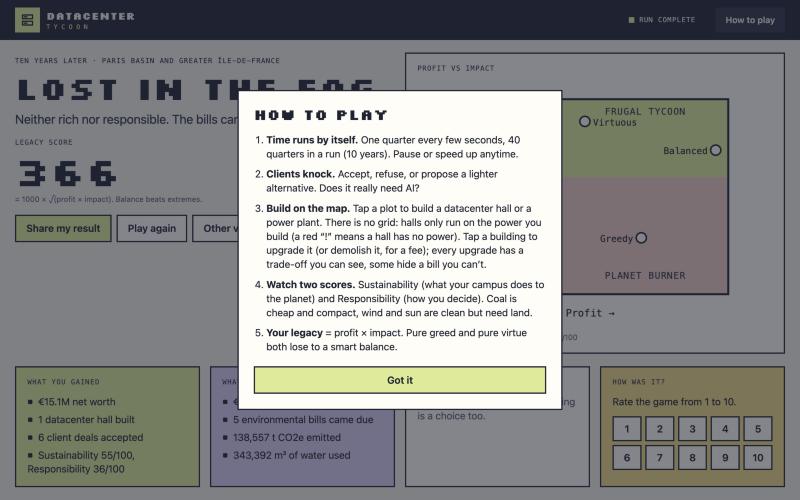 DATACENTER
TYCOON
RUN COMPLETE
How to play
TEN YEARS LATER · PARIS BASIN AND GREATER ÎLE-DE-FRANCE
LOST IN THE FOG
Neither rich nor responsible. The bills
LEGACY SCORE
366
= 1000 × √(profit × impact). Balance beats extremes.
Share my result
Play again
Other
PROFIT VS IMPACT
FRUGAL TYCOON
Virtuous
Balanced
Greedy
PLANET BURNER
Profit →
/100
HOW TO PLAY
1. Time runs by itself. One quarter every few seconds, 40
quarters in a run (10 years). Pause or speed up anytime.
2. Clients knock. Accept, refuse, or propose a lighter
alternative. Does it really need AI?
3. Build on the map. Tap a plot to build a datacenter hall or a
power plant. There is no grid: halls only run on the power you
build (a red “!” means a hall has no power). Tap a building to
upgrade it (or demolish it, for a fee); every upgrade has a
trade-off you can see, some hide a bill you can’t.
4. Watch two scores. Sustainability (what your campus does to
the planet) and Responsibility (how you decide). Coal is
cheap and compact, wind and sun are clean but need land.
5. Your legacy = profit × impact. Pure greed and pure virtue
both lose to a smart balance.
Got it
WHAT YOU GAINED
€15.1M net worth
1 datacenter hall built
6 client deals accepted
Sustainability 55/100,
Responsibility 36/100
5 environmental bills came due
138,557 t CO2e emitted
343,392 m³ of water used
is a choice too.
HOW WAS IT?
Rate the game from 1 to 10.
1 2 3 4 5
6 7 8 9 10